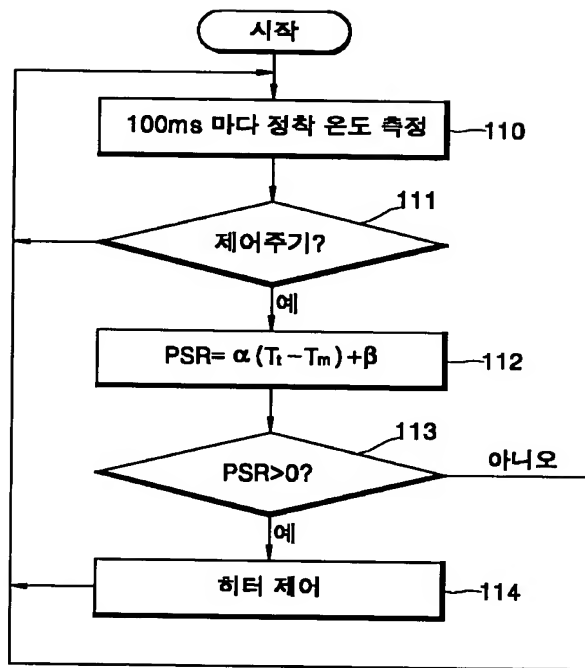 시작
100ms 마다 정착 온도 측정
110
111
제어주기?
예
PSR= α(Tt-Tm)+β
112
113
PSR>0?
아니오
예
히터 제어
114